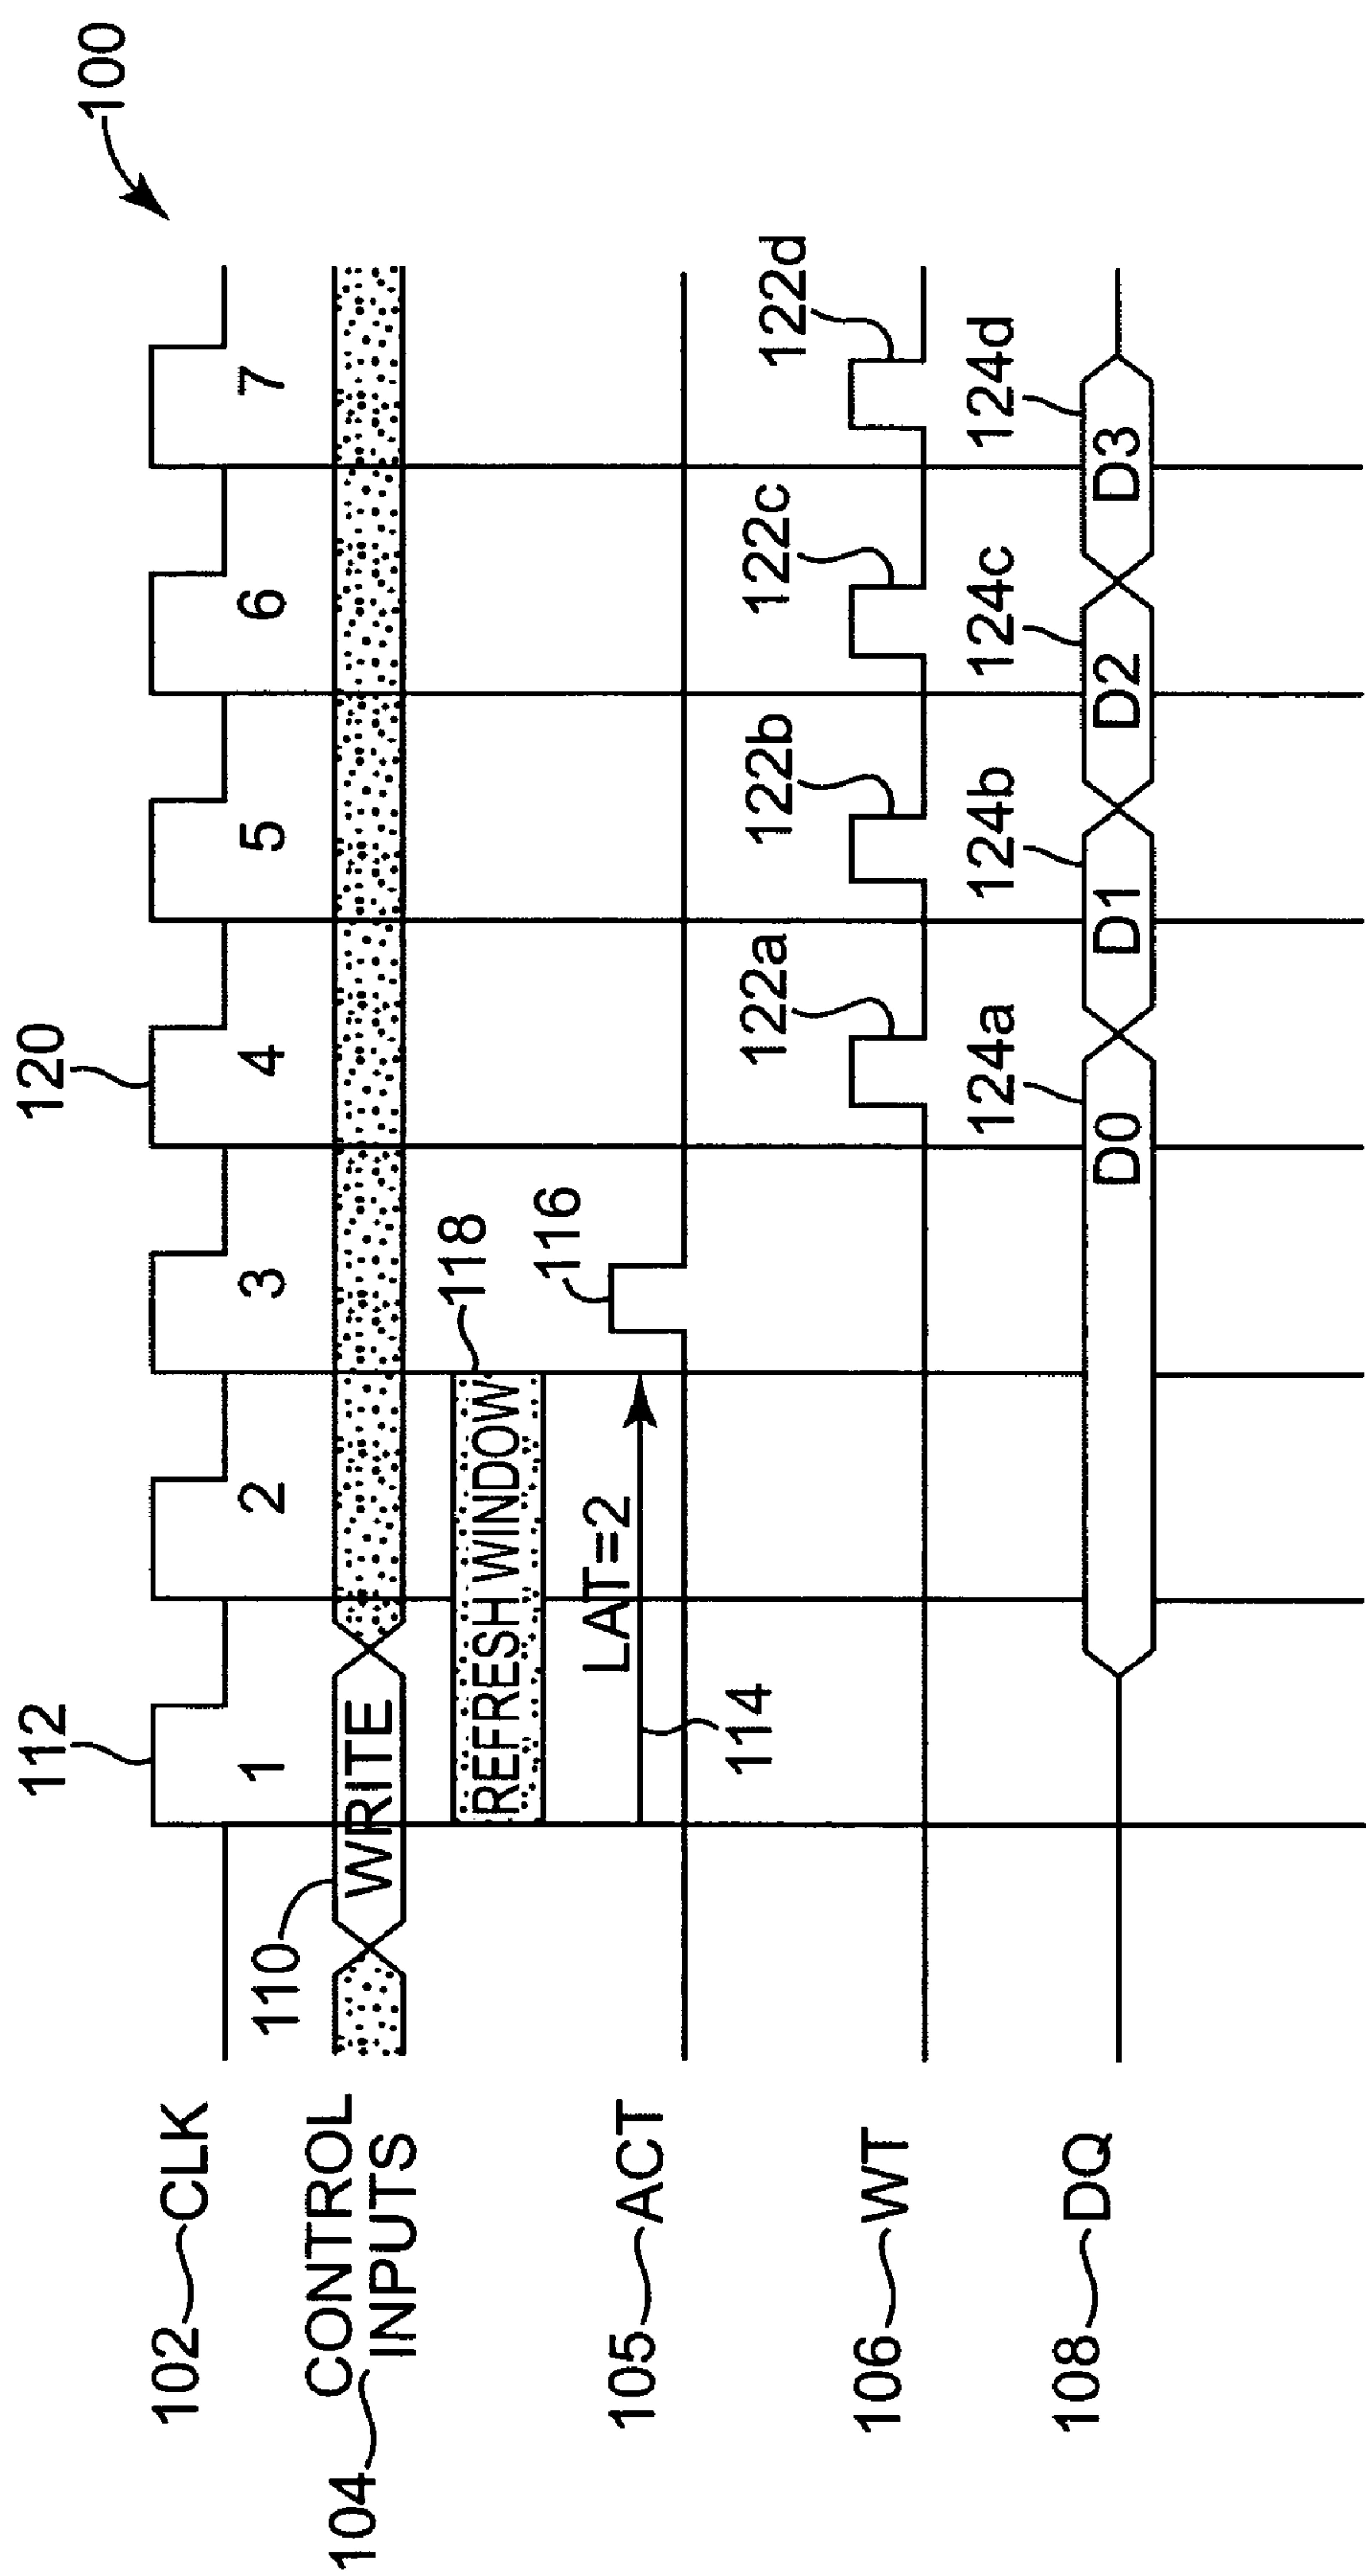 100
112
120
102 CLK
1 2 3 4 5 6 7
110
104 CONTROL
INPUTS
WRITE
REFRESH WINDOW
118
LAT=2
116
105 ACT
114
122a 122b 122c 122d
106 WT
124a 124b 124c 124d
108 DQ
D0 D1 D2 D3